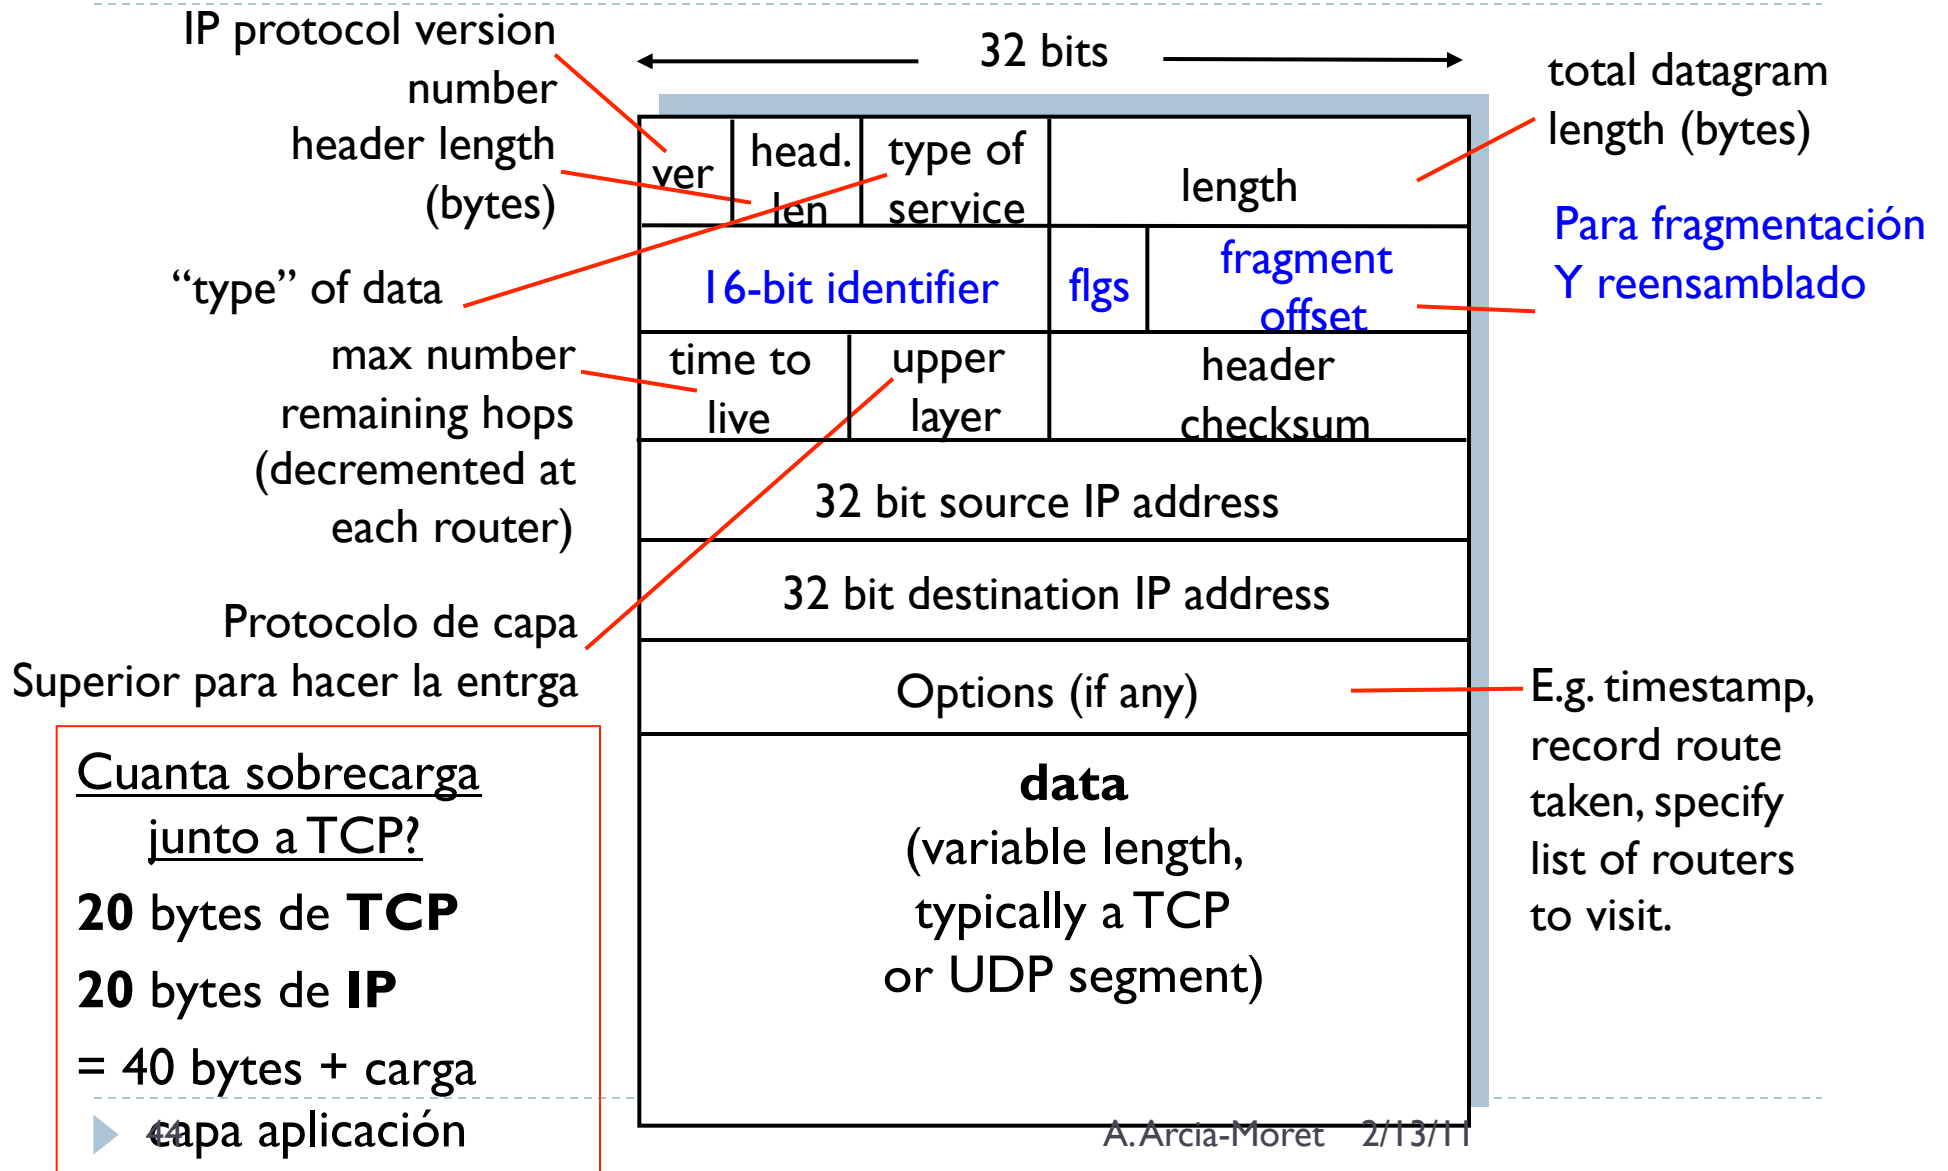 IP protocol version
number
header length
(bytes)
“type” of data
max number
remaining hops
(decremented at
each router)
Protocolo de capa
Superior para hacer la entrga
32 bits
ver
head.
len
type of
service
length
16-bit identifier
flgs
fragment
offset
time to
live
upper
layer
header
checksum
32 bit source IP address
32 bit destination IP address
Options (if any)
data
(variable length,
typically a TCP
or UDP segment)
total datagram
length (bytes)
Para fragmentación
Y reensamblado
E.g. timestamp,
record route
taken, specify
list of routers
to visit.
Cuanta sobrecarga
junto a TCP?
20 bytes de TCP
20 bytes de IP
= 40 bytes + carga
capa aplicación
44
A. Arcia-Moret 2/13/11